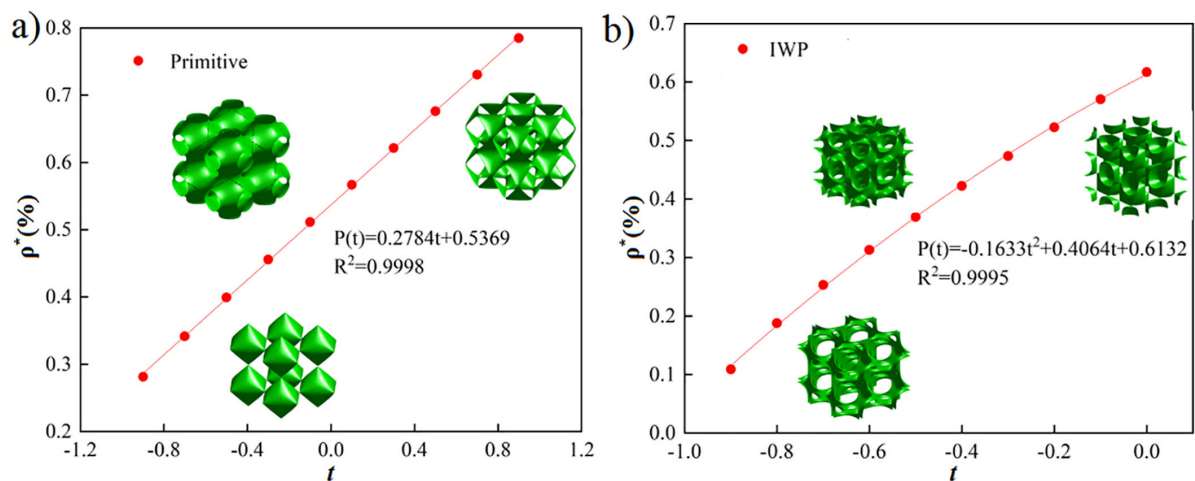 a)
0.8
0.7
0.6
0.5
0.4
0.3
0.2
ρ*(%)
Primitive
P(t)=0.2784t+0.5369
R²=0.9998
-1.2 -0.8 -0.4 0.0 0.4 0.8 1.2
t
b)
0.7
0.6
0.5
0.4
0.3
0.2
0.1
0.0
ρ*(%)
IWP
P(t)=-0.1633t²+0.4064t+0.6132
R²=0.9995
-1.0 -0.8 -0.6 -0.4 -0.2 0.0
t